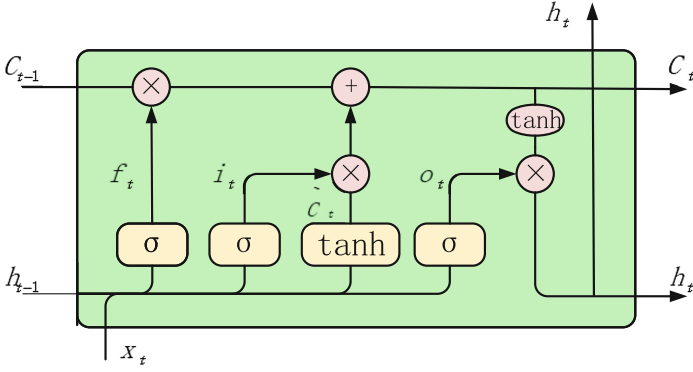 h_t
C_{t-1} × + C_t
tanh
f_t i_t × o_t ×
C̃_t
σ σ tanh σ
h_{t-1} h_t
x_t